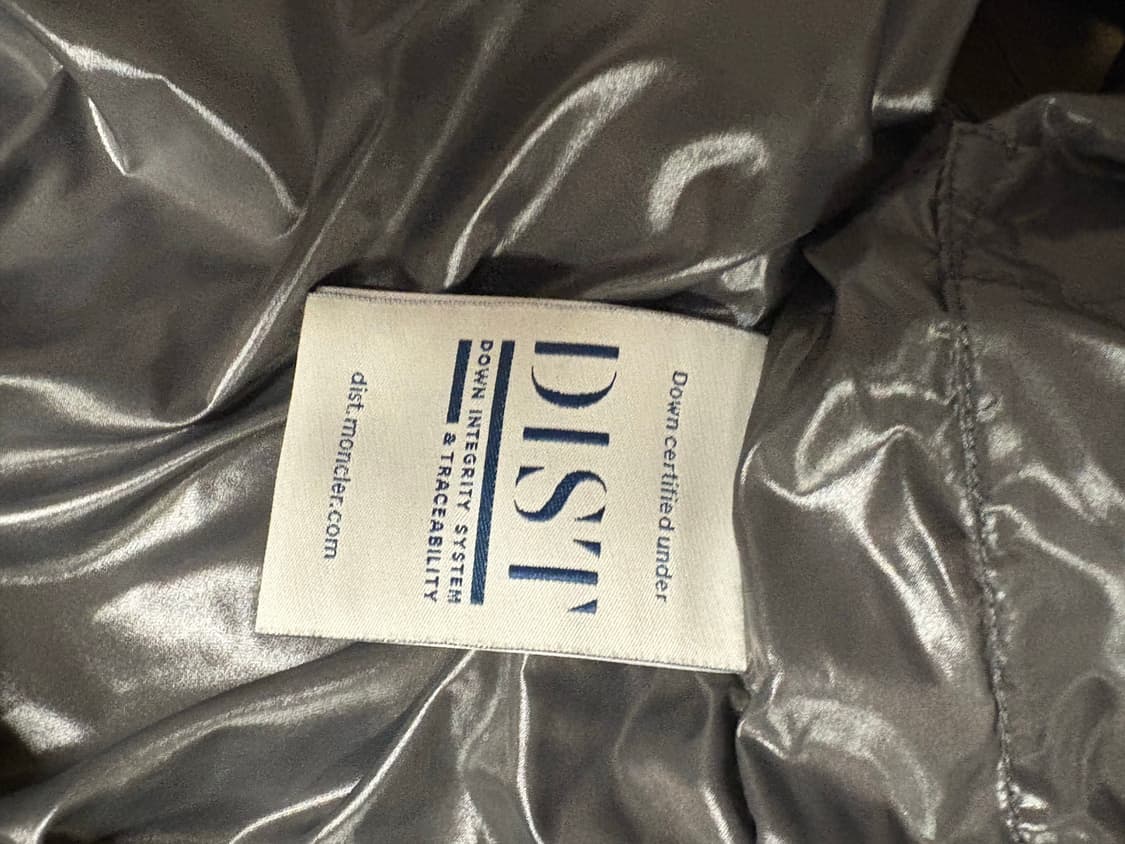 Down certified under
DIST
DOWN INTEGRITY SYSTEM
& TRACEABILITY
dist.moncler.com